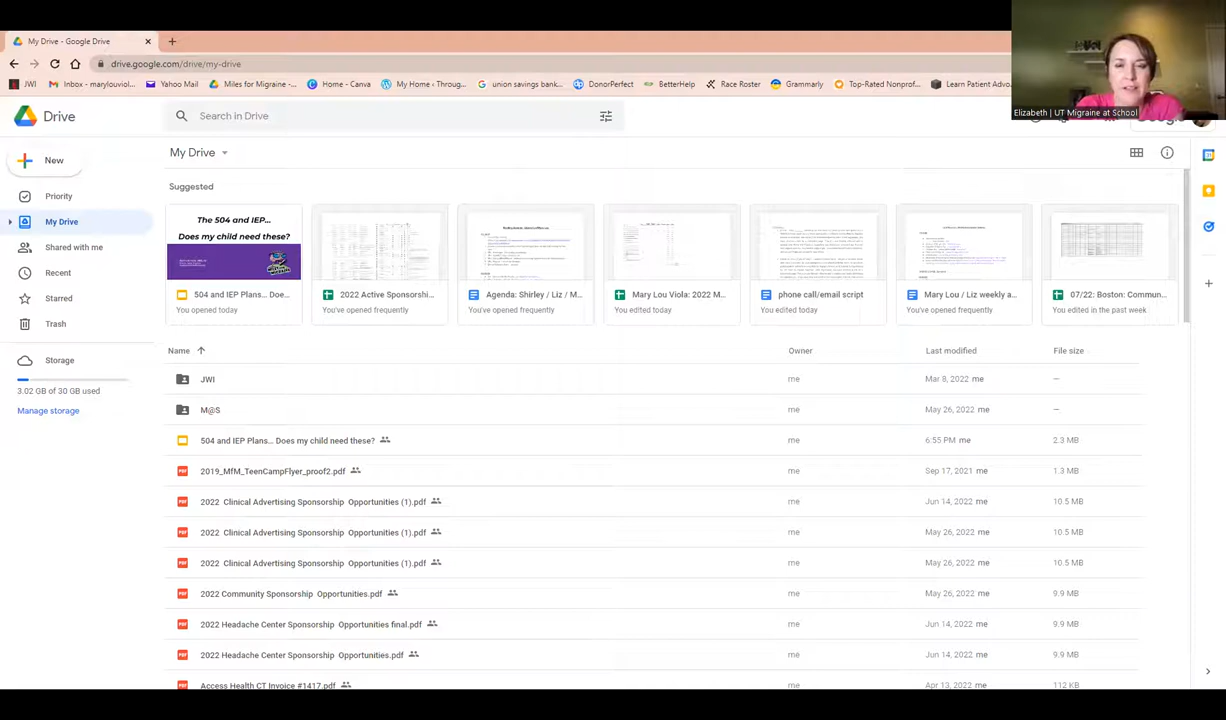 My Drive - Google Drive
drive.google.com/drive/my-drive
JWI
Inbox - marylouviol...
Yahoo Mail
Miles for Migraine -...
Home - Canva
My Home ‹ Throug...
union savings bank...
DonorPerfect
BetterHelp
Race Roster
Grammarly
Top-Rated Nonprof...
Learn Patient Advo...
Elizabeth | UT Migraine at School
Drive
Search in Drive
New
My Drive
Priority
My Drive
Shared with me
Recent
Starred
Trash
Storage
3.02 GB of 30 GB used
Manage storage
Suggested
The 504 and IEP...
Does my child need these?
504 and IEP Plans... Doe...
You opened today
2022 Active Sponsorshi...
You've opened frequently
Agenda: Shirley / Liz / M...
You've opened frequently
Mary Lou Viola: 2022 M...
You edited today
phone call/email script
You edited today
Mary Lou / Liz weekly a...
You've opened frequently
07/22: Boston: Commun...
You edited in the past week
Name Owner Last modified File size
JWI me Mar 8, 2022 me —
M@S me May 26, 2022 me —
504 and IEP Plans... Does my child need these? me 6:55 PM me 2.3 MB
2019_MfM_TeenCampFlyer_proof2.pdf me Sep 17, 2021 me 1.3 MB
2022 Clinical Advertising Sponsorship Opportunities (1).pdf me Jun 14, 2022 me 10.5 MB
2022 Clinical Advertising Sponsorship Opportunities (1).pdf me May 26, 2022 me 10.5 MB
2022 Clinical Advertising Sponsorship Opportunities (1).pdf me May 26, 2022 me 10.5 MB
2022 Community Sponsorship Opportunities.pdf me May 26, 2022 me 9.9 MB
2022 Headache Center Sponsorship Opportunities final.pdf me Jun 14, 2022 me 9.9 MB
2022 Headache Center Sponsorship Opportunities.pdf me Jun 14, 2022 me 9.9 MB
Access Health CT Invoice #1417.pdf me Apr 13, 2022 me 112 KB